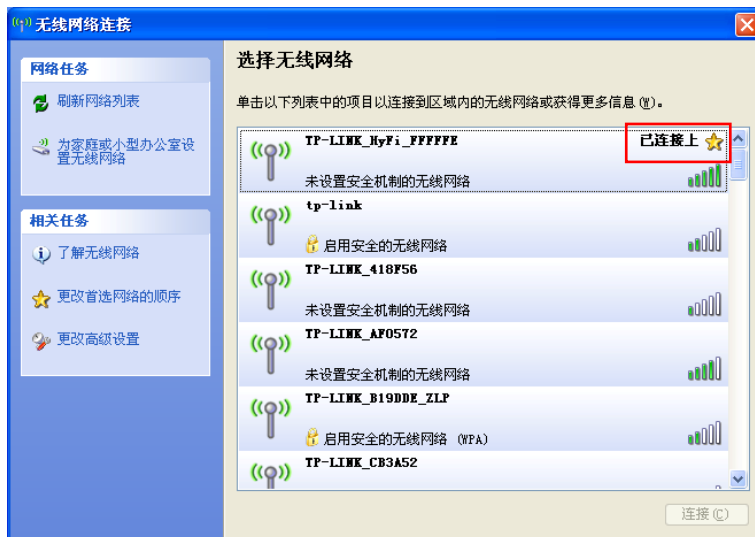 无线网络连接
网络任务
刷新网络列表
为家庭或小型办公室设
置无线网络
相关任务
了解无线网络
更改首选网络的顺序
更改高级设置
选择无线网络
单击以下列表中的项目以连接到区域内的无线网络或获得更多信息(W)。
TP-LINK_HyFi_FFFFFE 已连接上
未设置安全机制的无线网络
tp-link
启用安全的无线网络
TP-LINK_418F56
未设置安全机制的无线网络
TP-LINK_AF0572
未设置安全机制的无线网络
TP-LINK_B19DDE_ZLP
启用安全的无线网络 (WPA)
TP-LINK_CB3A52
连接(C)